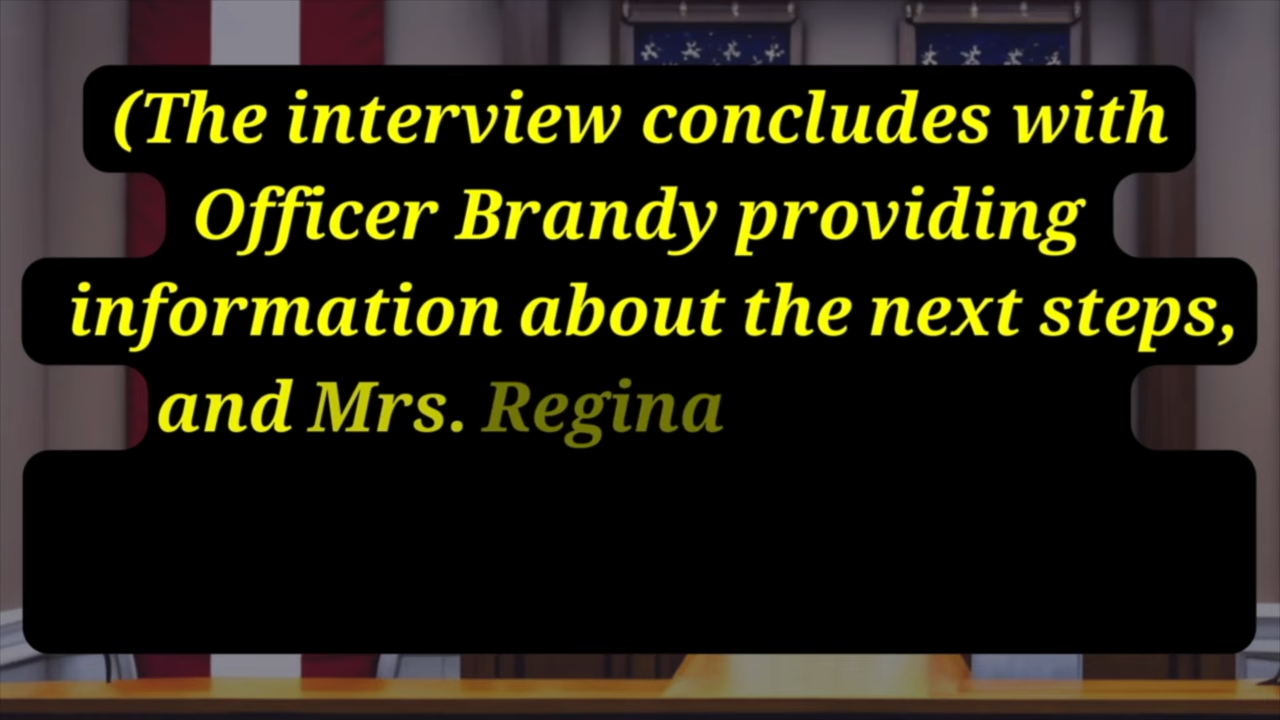 (The interview concludes with
Officer Brandy providing
information about the next steps,
and Mrs. Regina